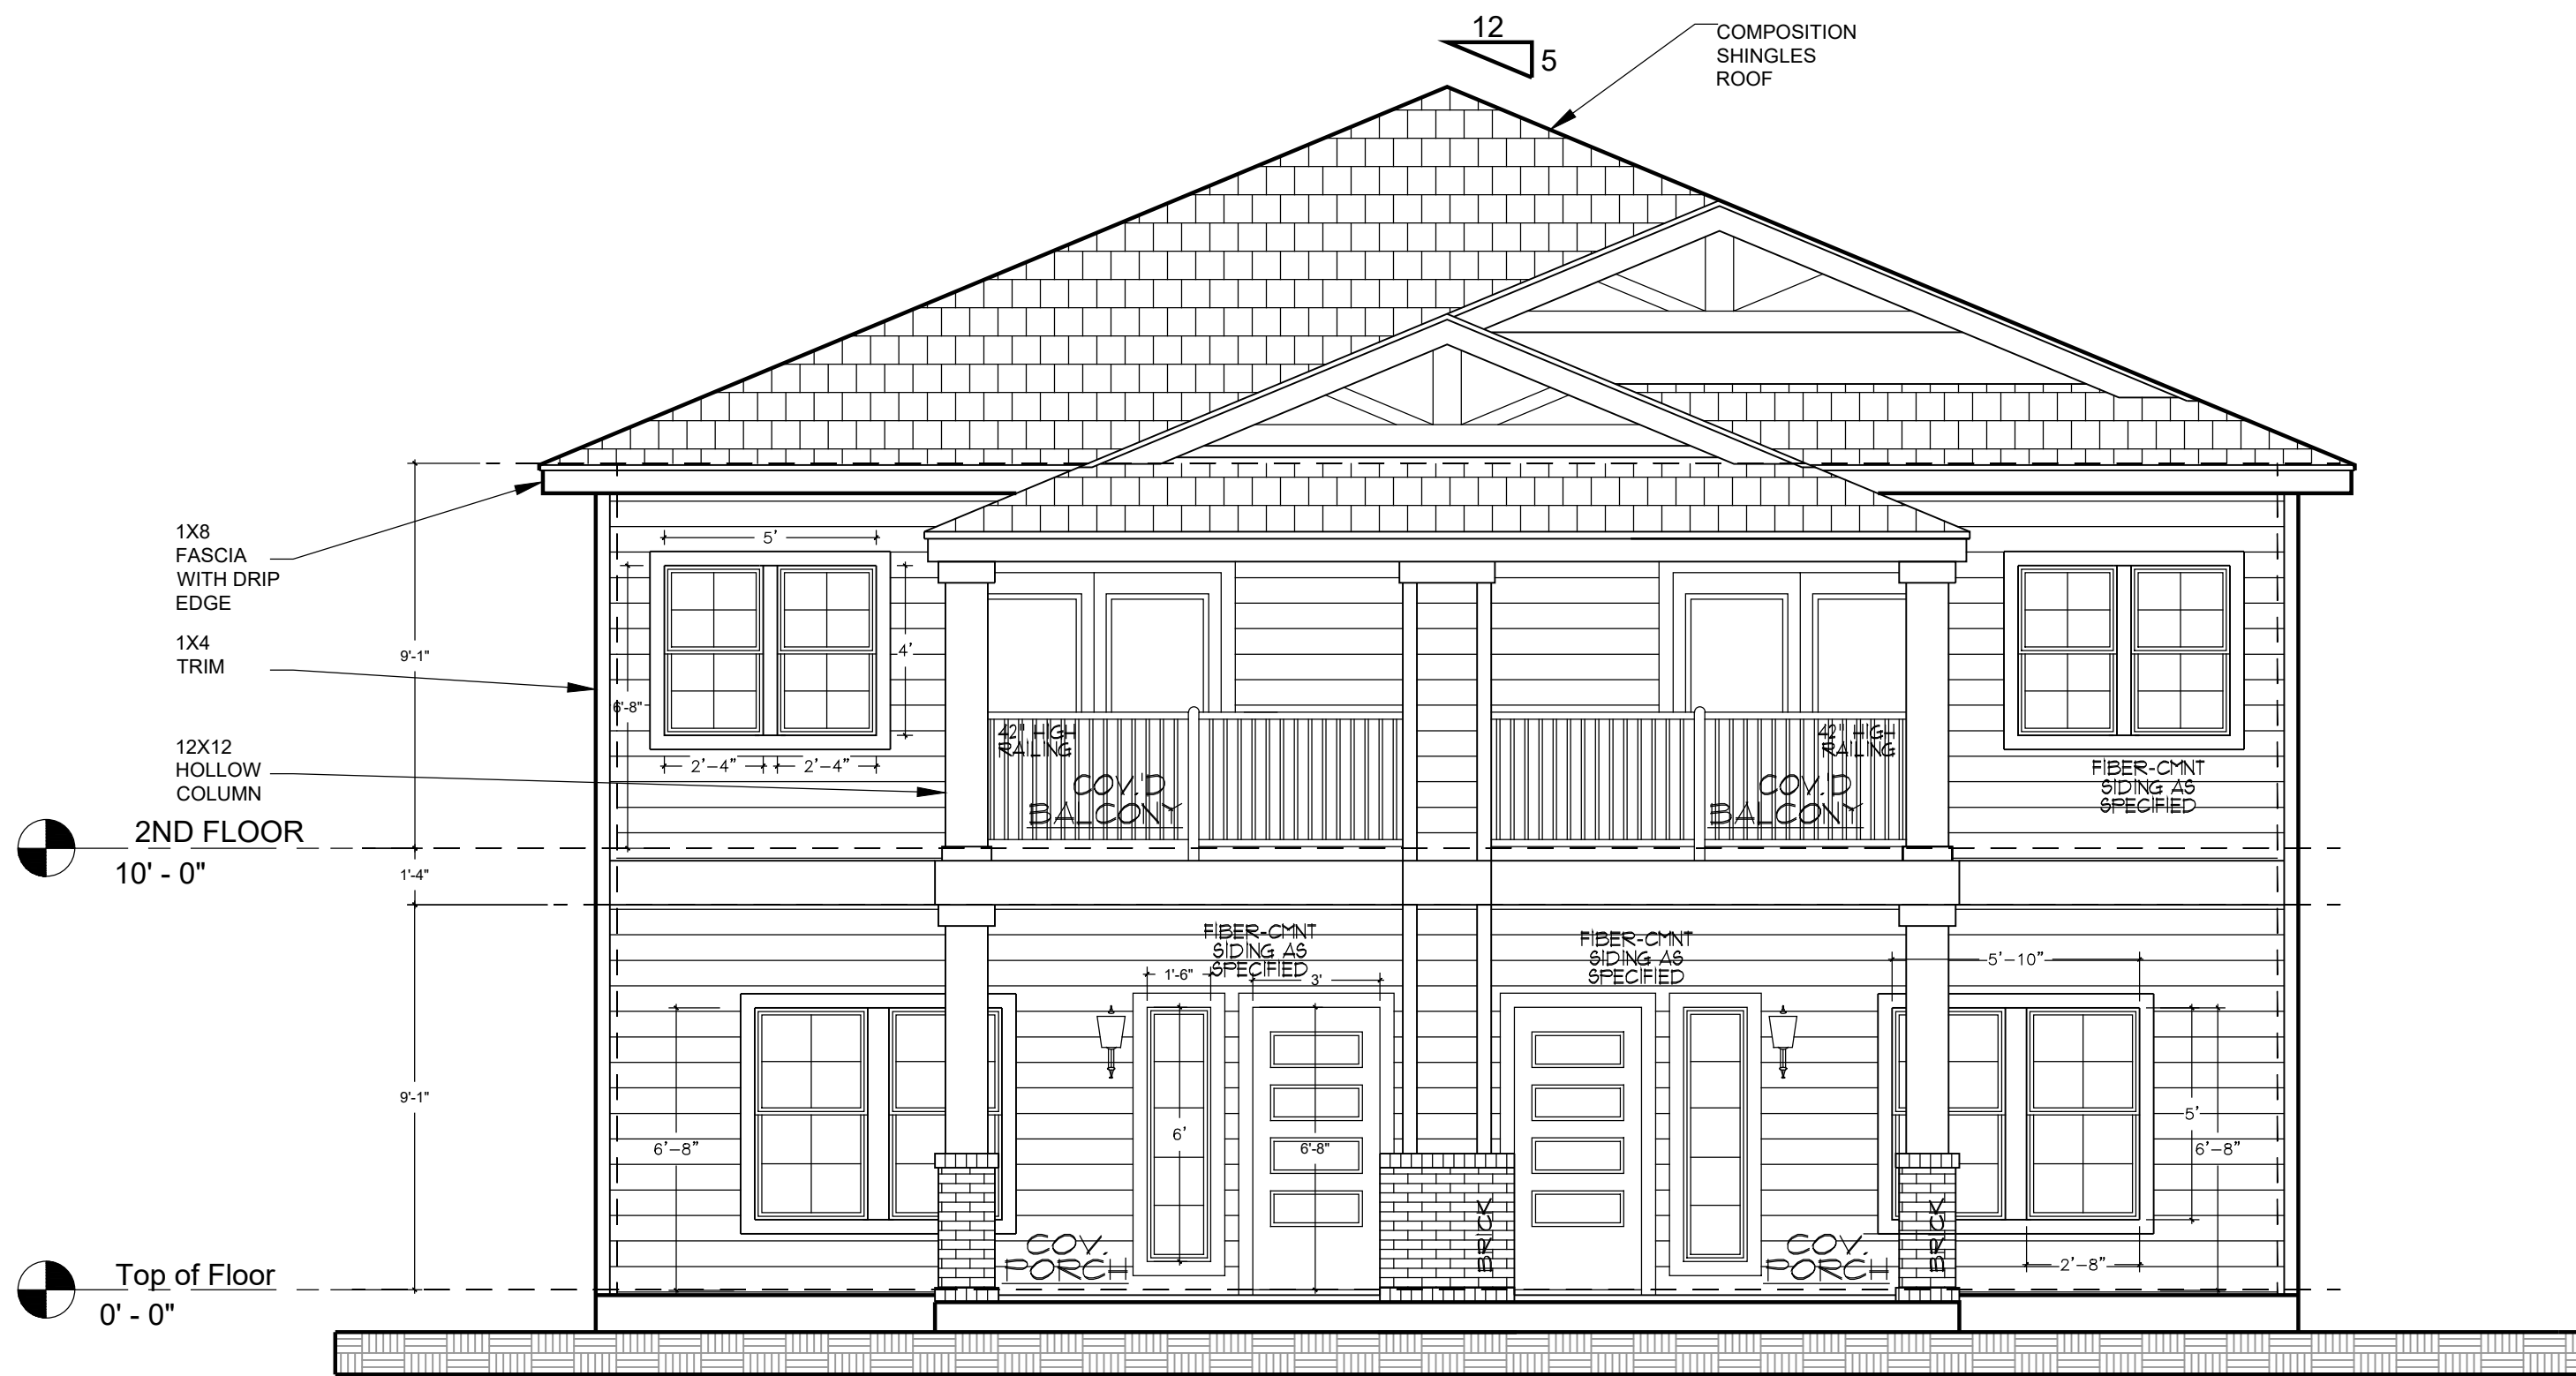 12
5
COMPOSITION
SHINGLES
ROOF
1X8
FASCIA
WITH DRIP
EDGE
1X4
TRIM
12X12
HOLLOW
COLUMN
2ND FLOOR
10' - 0"
Top of Floor
0' - 0"
9'-1"
1'-4"
9'-1"
5'
4'
6'-8"
2'-4"
2'-4"
42" HIGH
RAILING
COV.'D
BALCONY
42" HIGH
RAILING
COV.'D
BALCONY
FIBER-CMNT
SIDING AS
SPECIFIED
FIBER-CMNT
SIDING AS
SPECIFIED
FIBER-CMNT
SIDING AS
SPECIFIED
1'-6"
3'
5'-10"
6'-8"
6'
6'-8"
5'
6'-8"
BRICK
BRICK
COV.
PORCH
COV.
PORCH
2'-8"